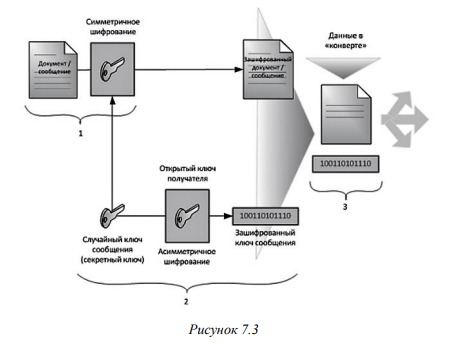 Симметричное
шифрование
Документ /
сообщение
Зашифрованный
документ /
сообщение
Данные в
«конверте»
1
100110101110
3
Открытый ключ
получателя
100110101110
Случайный ключ
сообщения
(секретный ключ)
Асимметричное
шифрование
Зашифрованный
ключ сообщения
2
Рисунок 7.3